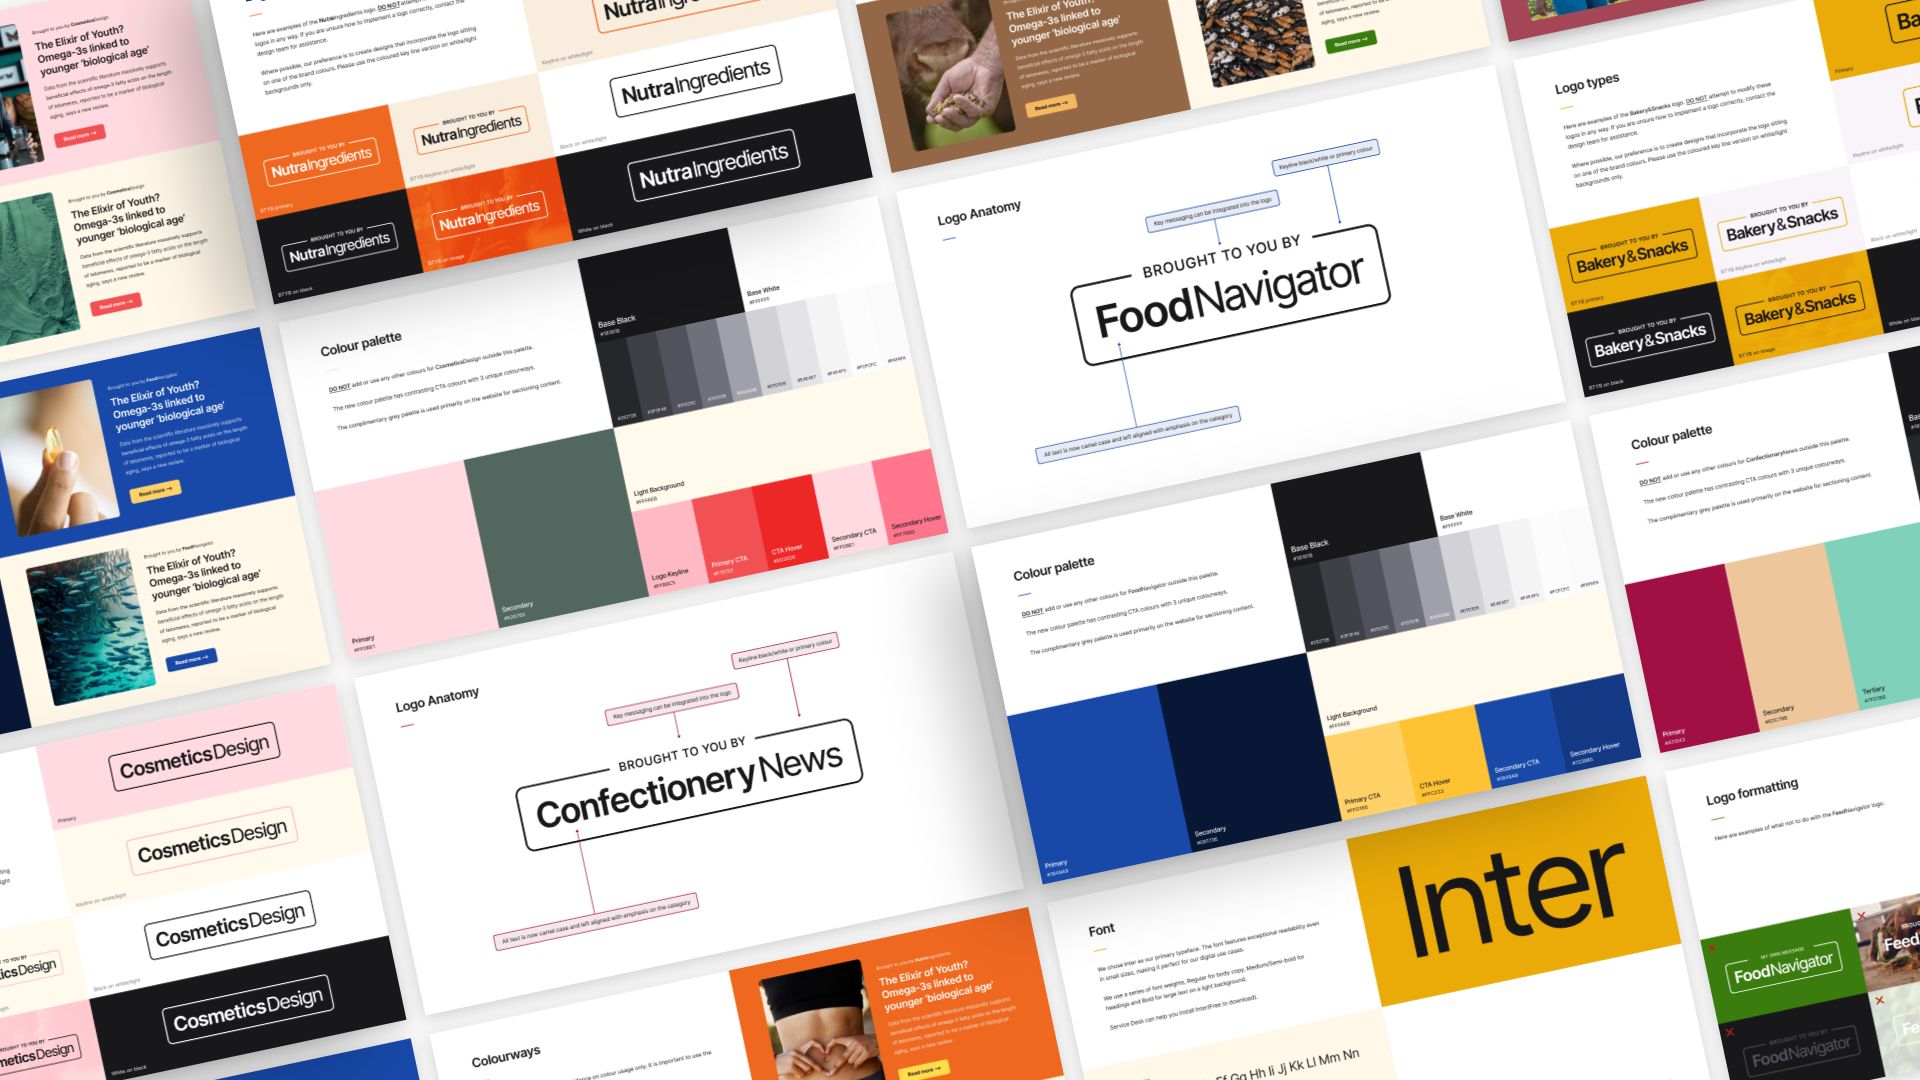 Brought to you by CosmeticsDesign
The Elixir of Youth?
Omega-3s linked to
younger 'biological age'
Data from the scientific literature massively supports
beneficial effects of omega-3 fatty acids on the length
of telomeres, reported to be a marker of biological
aging, says a new review.
Read more →
Brought to you by CosmeticsDesign
The Elixir of Youth?
Omega-3s linked to
younger 'biological age'
Data from the scientific literature massively supports
beneficial effects of omega-3 fatty acids on the length
of telomeres, reported to be a marker of biological
aging, says a new review.
Read more →
Brought to you by FoodNavigator
The Elixir of Youth?
Omega-3s linked to
younger 'biological age'
Data from the scientific literature massively supports
beneficial effects of omega-3 fatty acids on the length
of telomeres, reported to be a marker of biological
aging, says a new review.
Read more →
Brought to you by FoodNavigator
The Elixir of Youth?
Omega-3s linked to
younger 'biological age'
Data from the scientific literature massively supports
beneficial effects of omega-3 fatty acids on the length
of telomeres, reported to be a marker of biological
aging, says a new review.
Read more →
CosmeticsDesign
Primary
CosmeticsDesign
Keyline on white/light
CosmeticsDesign
Black on white/light
CosmeticsDesign
White on black
Here are examples of the NutraIngredients logo. DO NOT
logos in any way. If you are unsure how to implement a logo correctly, contact the
design team for assistance.
Where possible, our preference is to create designs that incorporate the logo sitting
on one of the brand colours. Please use the coloured key line version on white/light
backgrounds only.
Keyline on white/light
NutraIngredients
Black on white/light
NutraIngredients
White on black
BROUGHT TO YOU BY
NutraIngredients
BTYB primary
BROUGHT TO YOU BY
NutraIngredients
BTYB Keyline on white/light
BROUGHT TO YOU BY
NutraIngredients
BTYB on black
BROUGHT TO YOU BY
NutraIngredients
BTYB on image
Colour palette
DO NOT add or use any other colours for CosmeticsDesign outside this palette.
The new colour palette has contrasting CTA colours with 3 unique colourways.
The complimentary grey palette is used primarily on the website for sectioning content.
Base Black
#18181B
Base White
#FFFFFF
Light Background
#FFFAEB
Primary
Secondary
Logo Keyline
Primary CTA
CTA Hover
Secondary CTA
Secondary Hover
Logo Anatomy
Key messaging can be integrated into the logo
Keyline black/white or primary colour
BROUGHT TO YOU BY
ConfectioneryNews
All text is now camel case and left aligned with emphasis on the category
Colourways
The Elixir of Youth?
Omega-3s linked to
younger 'biological age'
Data from the scientific literature massively supports
beneficial effects of omega-3 fatty acids on the length
of telomeres, reported to be a marker of biological
aging, says a new review.
Read more →
Read more →
Logo Anatomy
Key messaging can be integrated into the logo
Keyline black/white or primary colour
BROUGHT TO YOU BY
FoodNavigator
All text is now camel case and left aligned with emphasis on the category
Colour palette
DO NOT add or use any other colours for FoodNavigator outside this palette.
The new colour palette has contrasting CTA colours with 3 unique colourways.
The complimentary grey palette is used primarily on the website for sectioning content.
Base Black
#18181B
Base White
#FFFFFF
Light Background
#FFFAEB
Primary
Secondary
Primary CTA
CTA Hover
Secondary CTA
Secondary Hover
Brought to you by NutraIngredients
The Elixir of Youth?
Omega-3s linked to
younger 'biological age'
Data from the scientific literature massively supports
beneficial effects of omega-3 fatty acids on the length
of telomeres, reported to be a marker of biological
aging, says a new review.
Read more →
Font
We chose Inter as our primary typeface. The font features exceptional readability even
in small sizes, making it perfect for our digital use cases.
We use a series of font weights, Regular for body copy, Medium/Semi-bold for
headings and Bold for large text on a light background.
Service Desk can help you install Inter(Free to download).
Inter
Ff Gg Hh Ii Jj Kk Ll Mm Nn
Logo types
Here are examples of the Bakery&Snacks logo. DO NOT attempt to modify these
logos in any way. If you are unsure how to implement a logo correctly, contact the
design team for assistance.
Where possible, our preference is to create designs that incorporate the logo sitting
on one of the brand colours. Please use the coloured key line version on white/light
backgrounds only.
Primary
Keyline on white/light
BROUGHT TO YOU BY
Bakery&Snacks
BTYB primary
BROUGHT TO YOU BY
Bakery&Snacks
BTYB Keyline on white/light
BROUGHT TO YOU BY
Bakery&Snacks
BTYB on black
BROUGHT TO YOU BY
Bakery&Snacks
BTYB on image
Colour palette
DO NOT add or use any other colours for ConfectionaryNews outside this palette.
The new colour palette has contrasting CTA colours with 3 unique colourways.
The complimentary grey palette is used primarily on the website for sectioning content.
Primary
Secondary
Tertiary
Logo formatting
Here are examples of what not to do with the FeedNavigator logo.
MY OWN MESSAGE
FoodNavigator
BROUGHT TO YOU BY
FoodNavigator